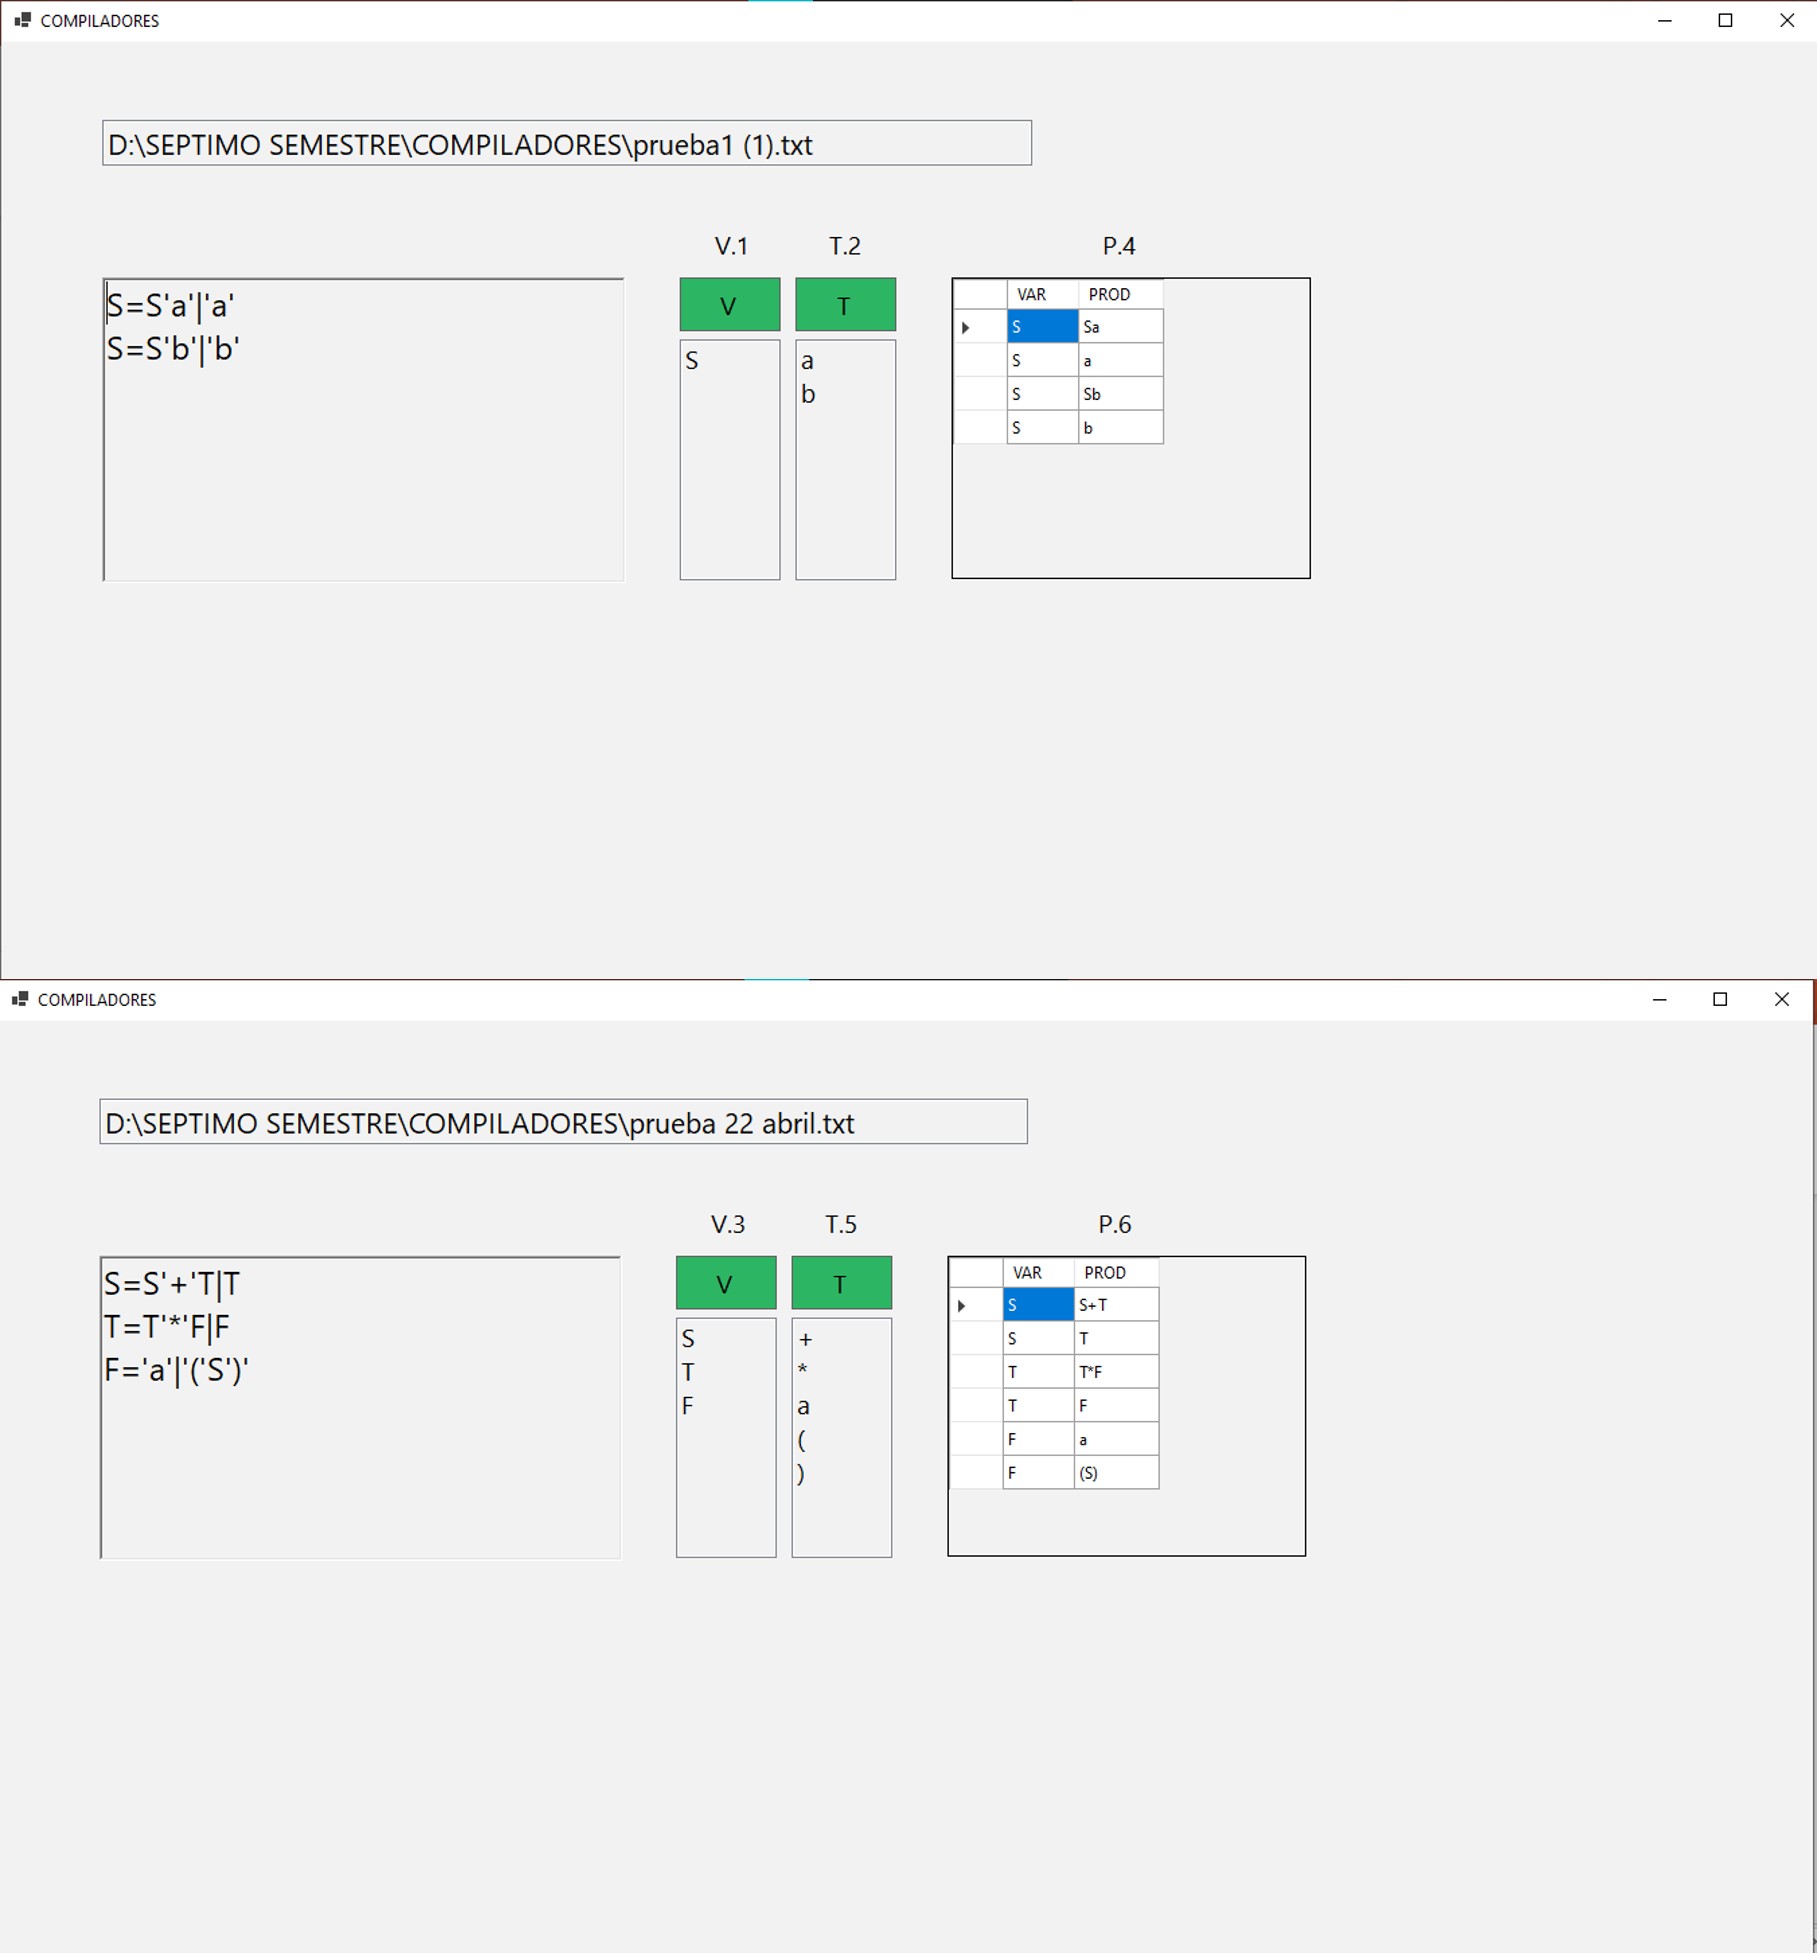 COMPILADORES
D:\SEPTIMO SEMESTRE\COMPILADORES\prueba1 (1).txt
V.1 T.2 P.4
S=S'a'|'a'
S=S'b'|'b'
V
S
T
a
b
VAR PROD
S Sa
S a
S Sb
S b
COMPILADORES
D:\SEPTIMO SEMESTRE\COMPILADORES\prueba 22 abril.txt
V.3 T.5 P.6
S=S'+'T|T
T=T'*'F|F
F='a'|'('S')'
V
S
T
F
T
+
*
a
(
)
VAR PROD
S S+T
S T
T T*F
T F
F a
F (S)